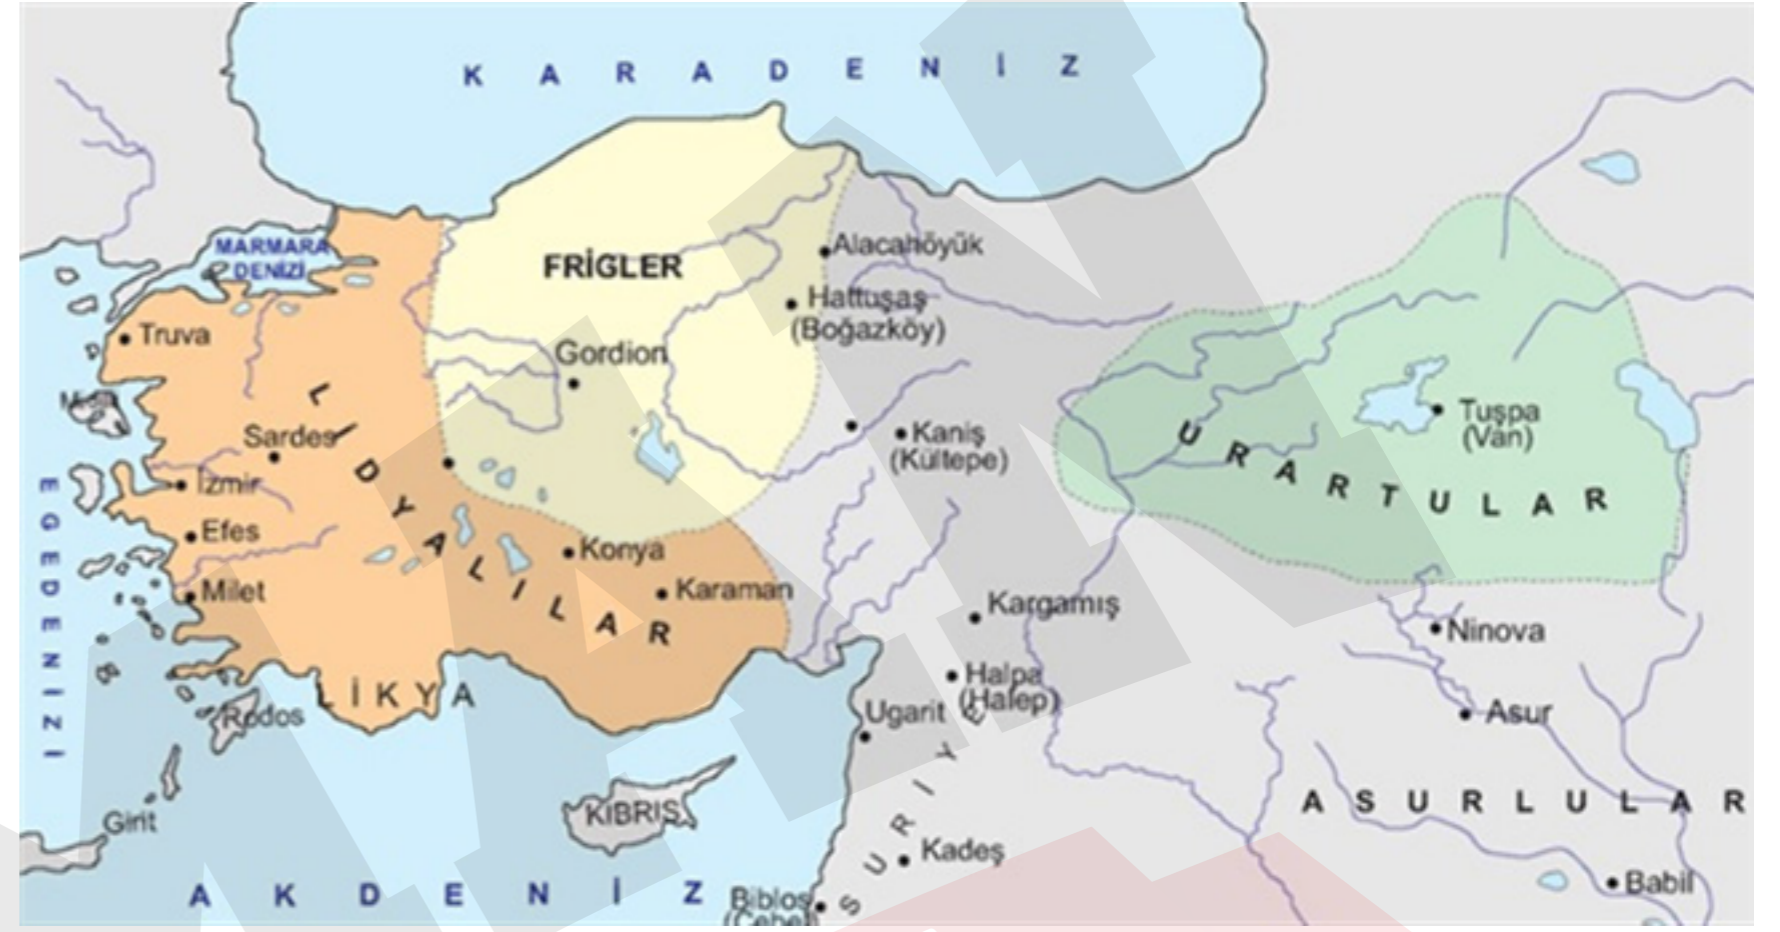 KARADENİZ
MARMARA
DENİZİ
FRİGLER
Alacahöyük
Hattuşaş
(Boğazköy)
Truva
Gordion
LİDYALILAR
Sardes
İzmir
Efes
Milet
Kaniş
(Kültepe)
Tuşpa
(Van)
URARTULAR
EGE DENİZİ
Konya
Karaman
Kargamış
Ninova
LİKYA
Rodos
Halpa
(Halep)
Ugarit
Asur
SURİYE
ASURLULAR
Girit
KIBRIS
Kadeş
Babil
AKDENİZ
Biblos